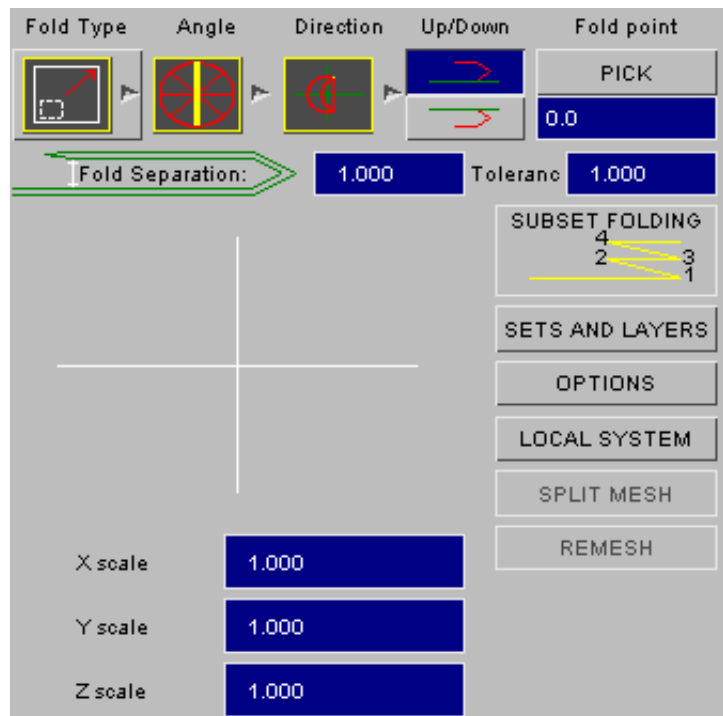 Fold Type Angle Direction Up/Down Fold point
PICK
0.0
Fold Separation: 1.000 Toleranc 1.000
SUBSET FOLDING
4
2 3
1
SETS AND LAYERS
OPTIONS
LOCAL SYSTEM
SPLIT MESH
REMESH
X scale 1.000
Y scale 1.000
Z scale 1.000